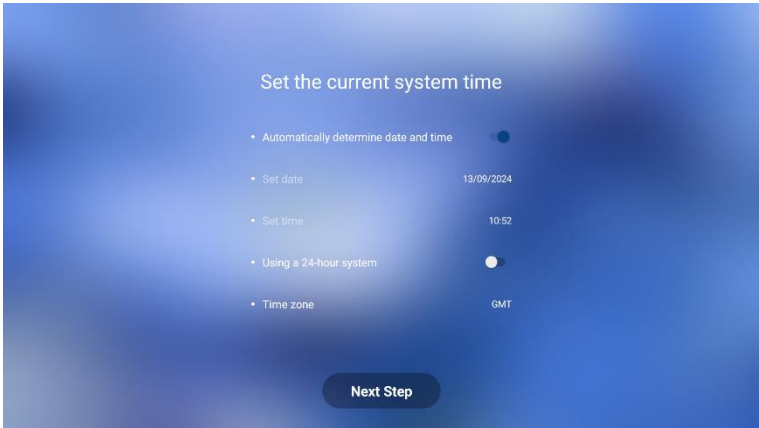 Set the current system time
• Automatically determine date and time
• Set date 13/09/2024
• Set time 10:52
• Using a 24-hour system
• Time zone GMT
Next Step